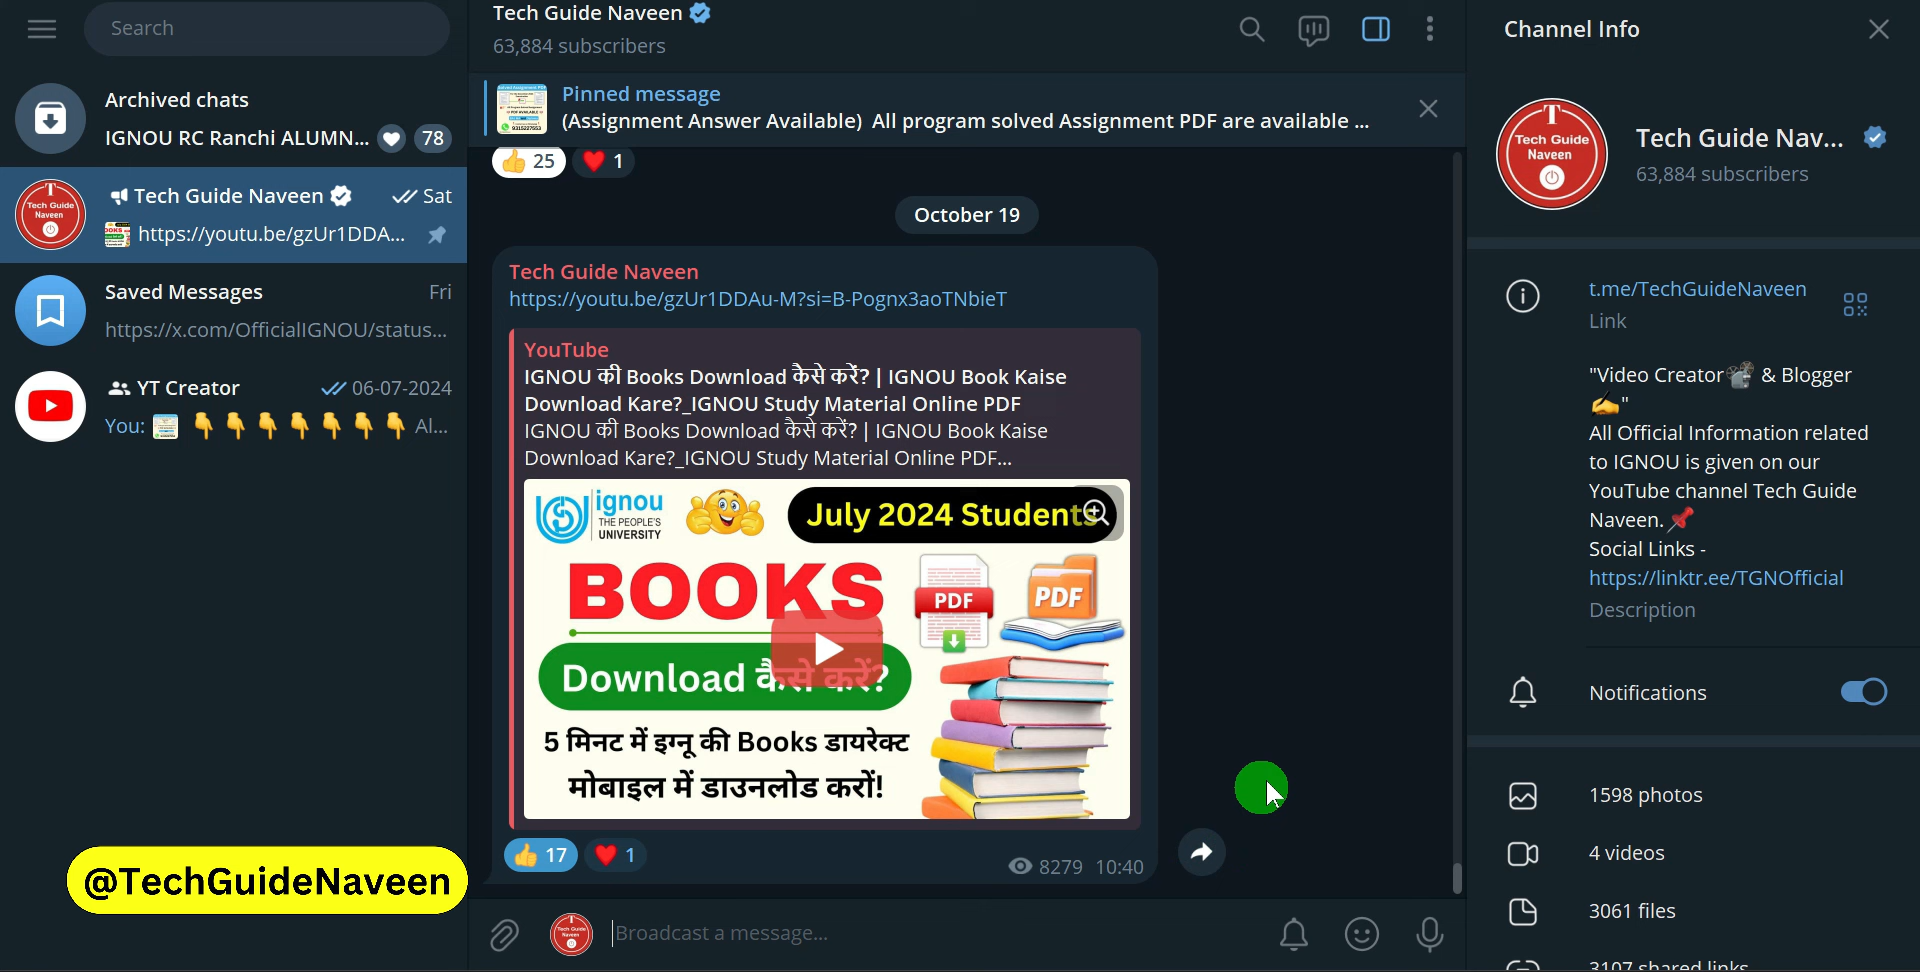 Search
Archived chats
IGNOU RC Ranchi ALUMN...
78
Tech Guide Naveen
Sat
https://youtu.be/gzUr1DDA...
Saved Messages
Fri
https://x.com/OfficialIGNOU/status...
YT Creator
06-07-2024
You: 👇👇👇👇👇👇👇 Al...
@TechGuideNaveen
Tech Guide Naveen
63,884 subscribers
Pinned message
(Assignment Answer Available) All program solved Assignment PDF are available ...
👍 25 ❤️ 1
October 19
Tech Guide Naveen
https://youtu.be/gzUr1DDAu-M?si=B-Pognx3aoTNbieT
YouTube
IGNOU की Books Download कैसे करें? | IGNOU Book Kaise
Download Kare?_IGNOU Study Material Online PDF
IGNOU की Books Download कैसे करें? | IGNOU Book Kaise
Download Kare?_IGNOU Study Material Online PDF...
ignou
THE PEOPLE'S
UNIVERSITY
July 2024 Students
BOOKS
PDF
PDF
Download कैसे करें?
5 मिनट में इग्नू की Books डायरेक्ट
मोबाइल में डाउनलोड करों!
👍 17 ❤️ 1
8279 10:40
Broadcast a message...
Channel Info
Tech Guide
Naveen
Tech Guide Nav...
63,884 subscribers
t.me/TechGuideNaveen
Link
"Video Creator📽️ & Blogger
✍️"
All Official Information related
to IGNOU is given on our
YouTube channel Tech Guide
Naveen.📌
Social Links -
https://linktr.ee/TGNOfficial
Description
Notifications
1598 photos
4 videos
3061 files
3107 shared links